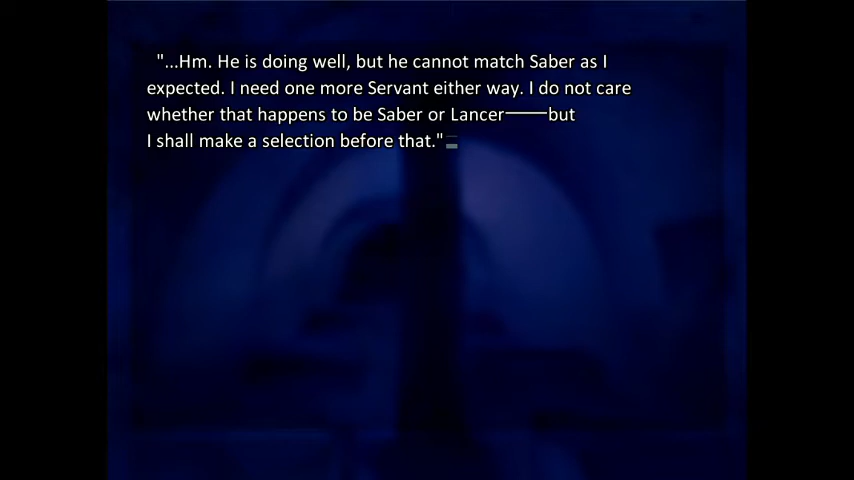 "...Hm. He is doing well, but he cannot match Saber as I
expected. I need one more Servant either way. I do not care
whether that happens to be Saber or Lancer───but
I shall make a selection before that."